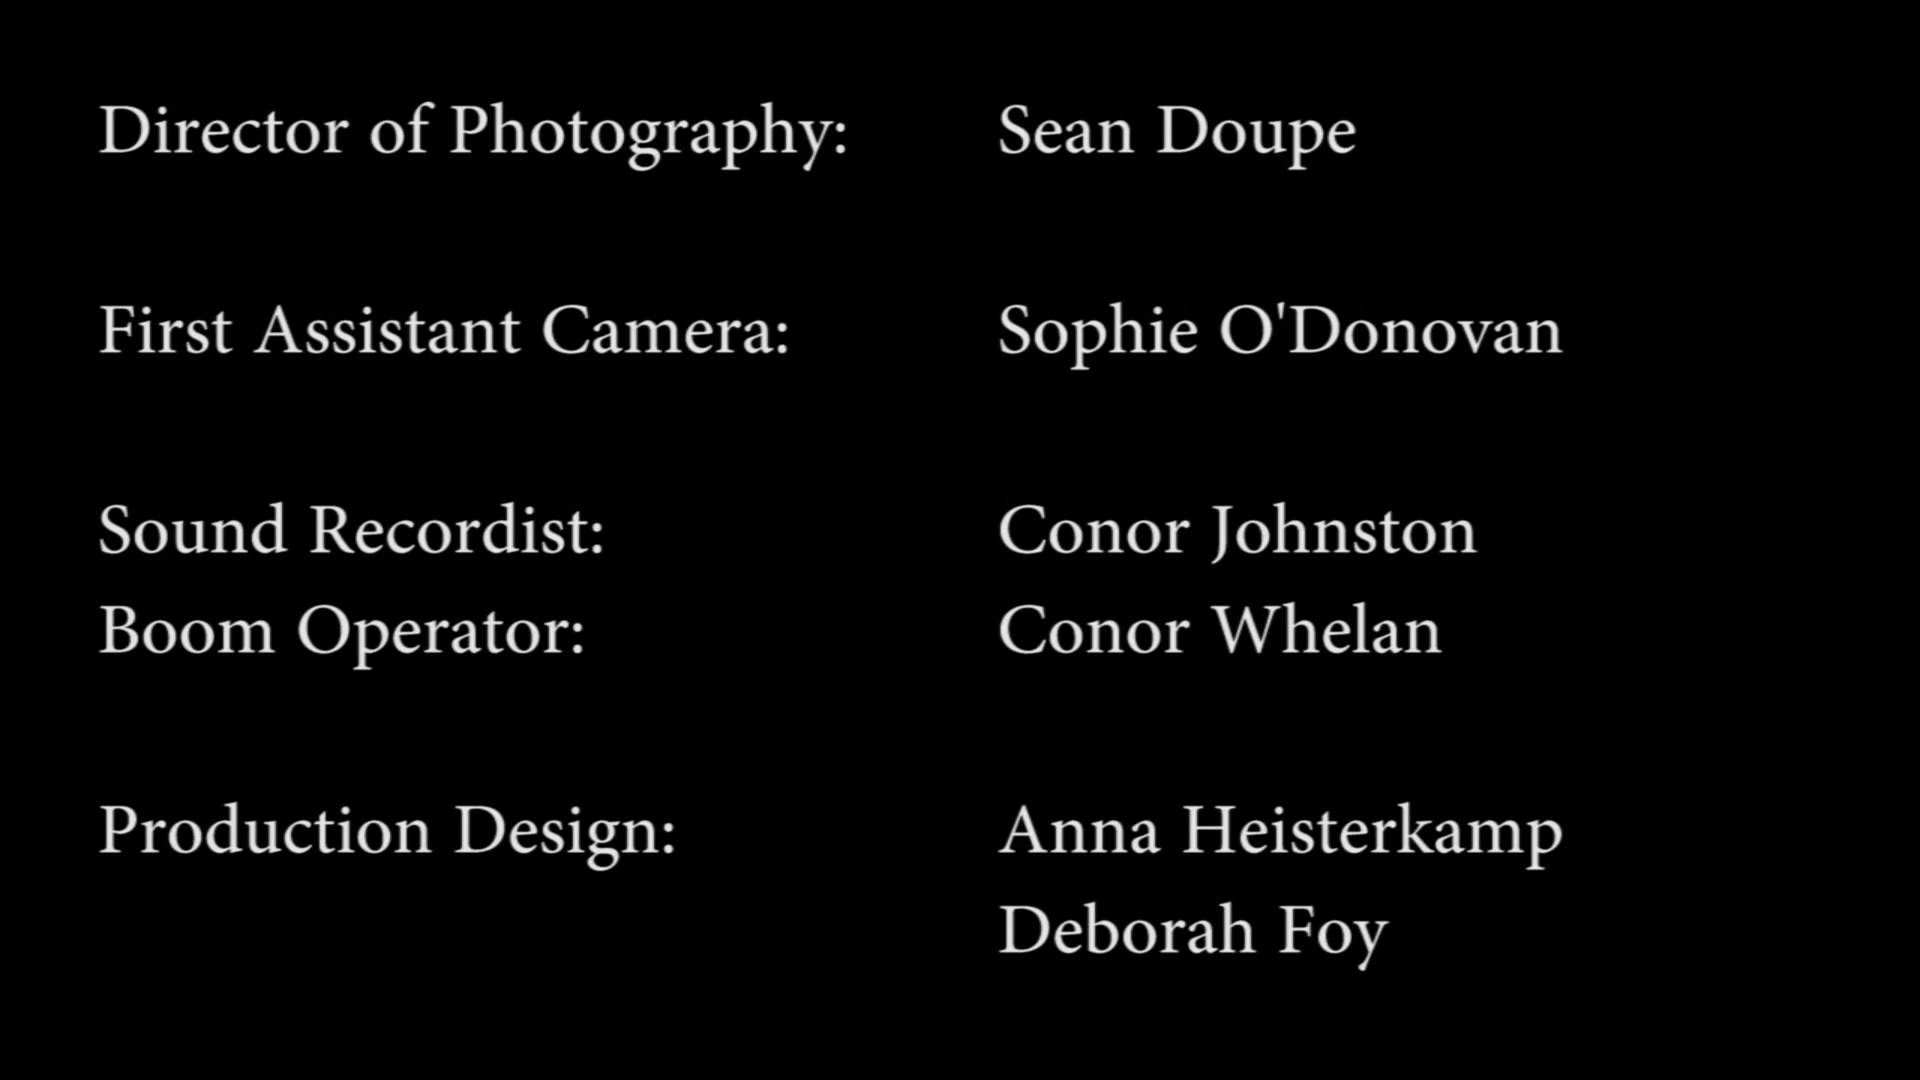 Director of Photography: Sean Doupe
First Assistant Camera: Sophie O'Donovan
Sound Recordist: Conor Johnston
Boom Operator: Conor Whelan
Production Design: Anna Heisterkamp
Deborah Foy